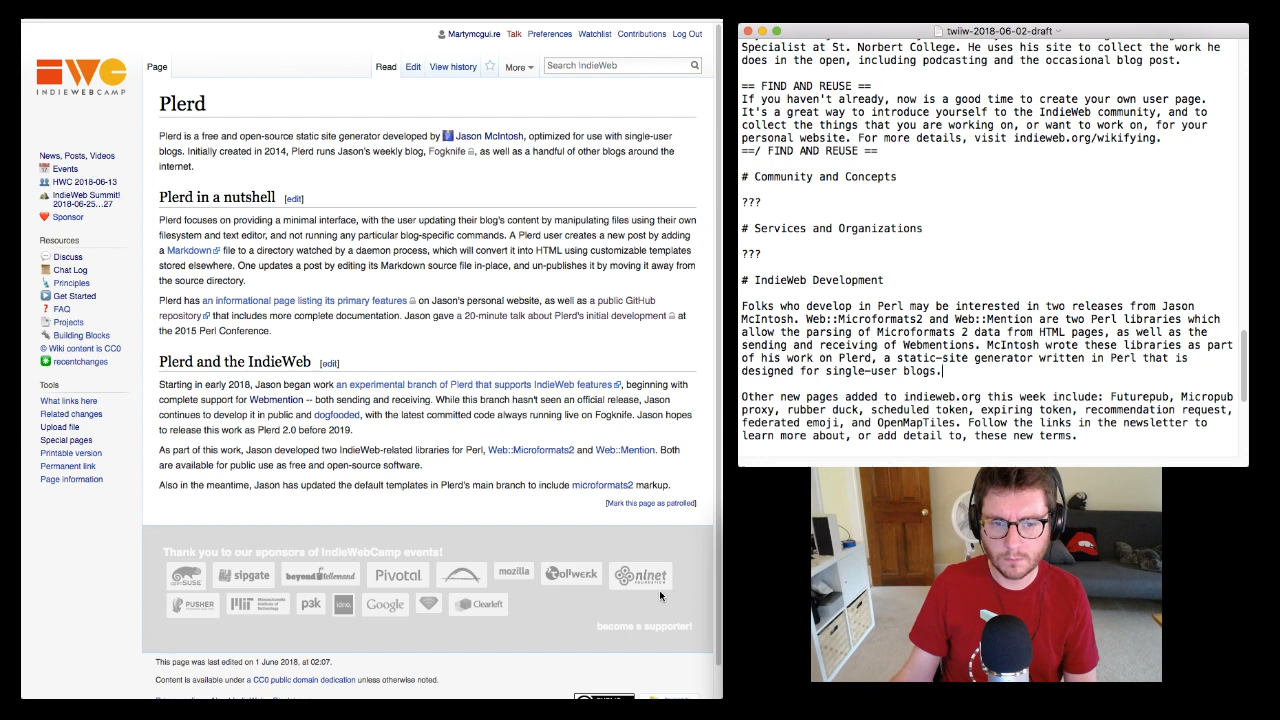 Martymcgui.re Talk Preferences Watchlist Contributions Log Out
INDIEWEBCAMP
Page
Read Edit View history More Search IndieWeb
Plerd
Plerd is a free and open-source static site generator developed by Jason McIntosh, optimized for use with single-user
blogs. Initially created in 2014, Plerd runs Jason's weekly blog, Fogknife, as well as a handful of other blogs around the
internet.
News, Posts, Videos
Events
HWC 2018-06-13
IndieWeb Summit!
2018-06-25...27
Sponsor
Resources
Discuss
Chat Log
Principles
Get Started
FAQ
Projects
Building Blocks
© Wiki content is CC0
recentchanges
Tools
What links here
Related changes
Upload file
Special pages
Printable version
Permanent link
Page information
Plerd in a nutshell [edit]
Plerd focuses on providing a minimal interface, with the user updating their blog's content by manipulating files using their own
filesystem and text editor, and not running any particular blog-specific commands. A Plerd user creates a new post by adding
a Markdown file to a directory watched by a daemon process, which will convert it into HTML using customizable templates
stored elsewhere. One updates a post by editing its Markdown source file in-place, and un-publishes it by moving it away from
the source directory.
Plerd has an informational page listing its primary features on Jason's personal website, as well as a public GitHub
repository that includes more complete documentation. Jason gave a 20-minute talk about Plerd's initial development at
the 2015 Perl Conference.
Plerd and the IndieWeb [edit]
Starting in early 2018, Jason began work an experimental branch of Plerd that supports IndieWeb features, beginning with
complete support for Webmention -- both sending and receiving. While this branch hasn't seen an official release, Jason
continues to develop it in public and dogfooded, with the latest committed code always running live on Fogknife. Jason hopes
to release this work as Plerd 2.0 before 2019.
As part of this work, Jason developed two IndieWeb-related libraries for Perl, Web::Microformats2 and Web::Mention. Both
are available for public use as free and open-source software.
Also in the meantime, Jason has updated the default templates in Plerd's main branch to include microformats2 markup.
[Mark this page as patrolled]
Thank you to our sponsors of IndieWebCamp events!
openSUSE sipgate beyond tellerrand Pivotal mozilla tollwerk nlnet
PUSHER MIT Massachusetts Institute of Technology p3k idno Google Clearleft
become a supporter!
This page was last edited on 1 June 2018, at 02:07.
Content is available under a CC0 public domain dedication unless otherwise noted.
twiiw-2018-06-02-draft
Specialist at St. Norbert College. He uses his site to collect the work he
does in the open, including podcasting and the occasional blog post.
== FIND AND REUSE ==
If you haven't already, now is a good time to create your own user page.
It's a great way to introduce yourself to the IndieWeb community, and to
collect the things that you are working on, or want to work on, for your
personal website. For more details, visit indieweb.org/wikifying.
==/ FIND AND REUSE ==
# Community and Concepts
???
# Services and Organizations
???
# IndieWeb Development
Folks who develop in Perl may be interested in two releases from Jason
McIntosh. Web::Microformats2 and Web::Mention are two Perl libraries which
allow the parsing of Microformats 2 data from HTML pages, as well as the
sending and receiving of Webmentions. McIntosh wrote these libraries as part
of his work on Plerd, a static-site generator written in Perl that is
designed for single-user blogs.
Other new pages added to indieweb.org this week include: Futurepub, Micropub
proxy, rubber duck, scheduled token, expiring token, recommendation request,
federated emoji, and OpenMapTiles. Follow the links in the newsletter to
learn more about, or add detail to, these new terms.